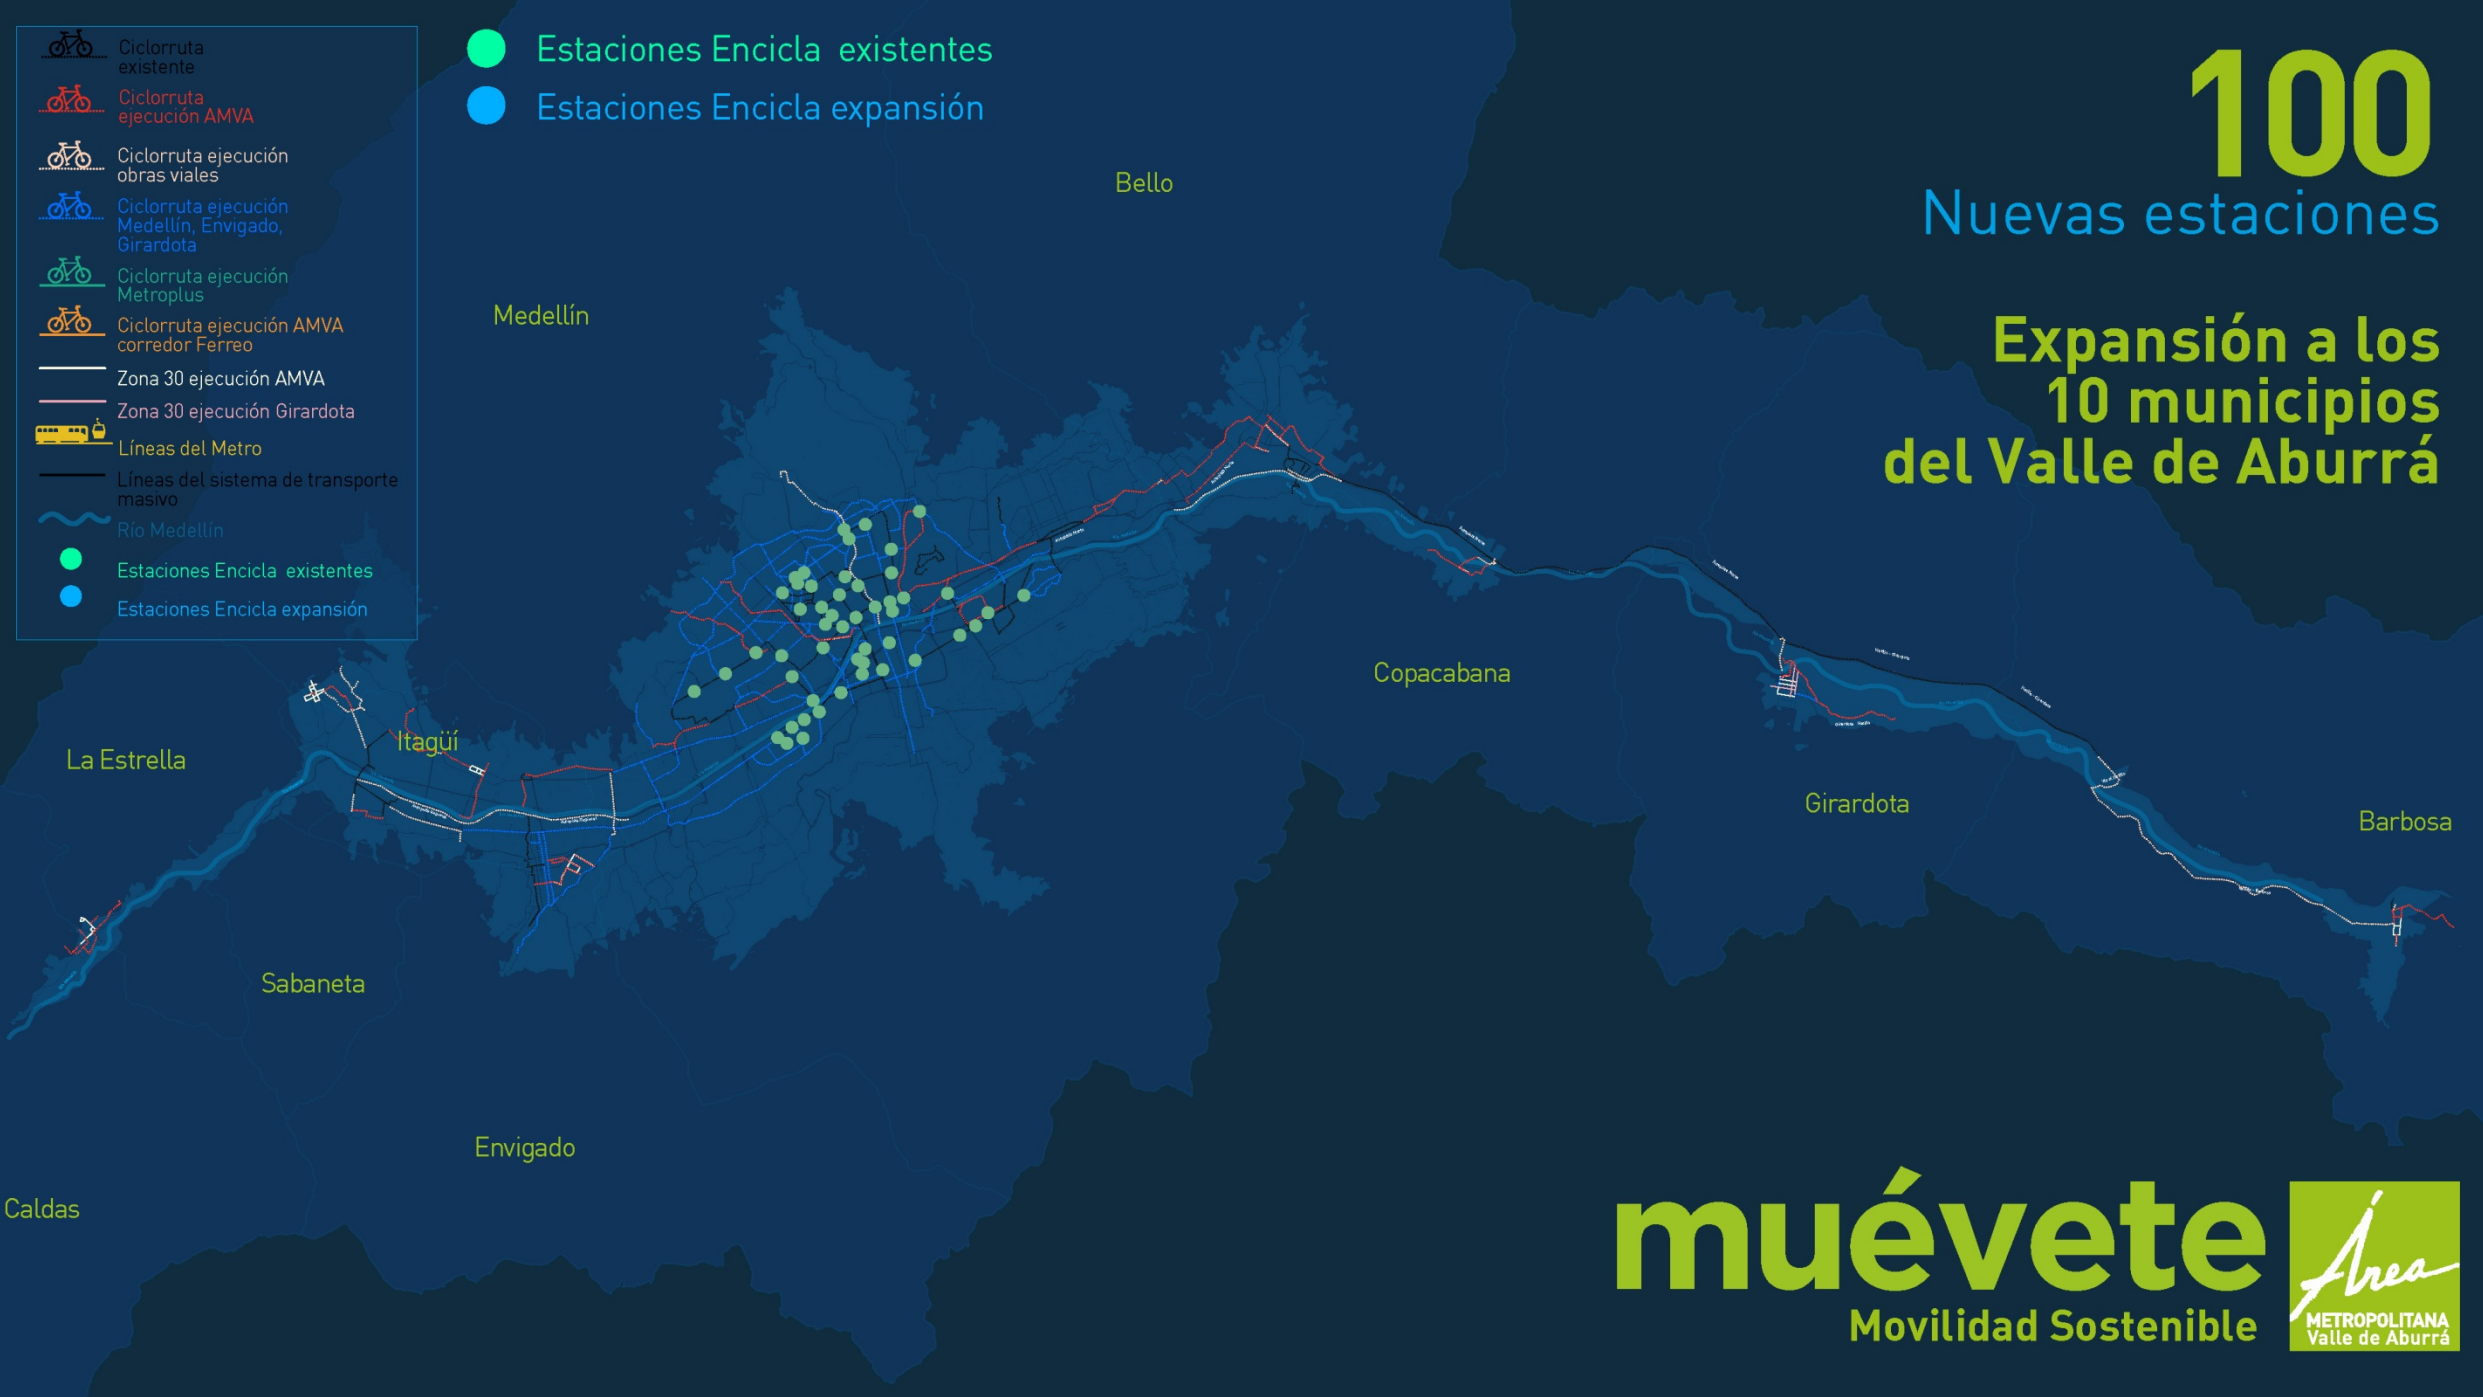 Ciclorruta
existente
Ciclorruta
ejecución AMVA
Ciclorruta ejecución
obras viales
Ciclorruta ejecución
Medellín, Envigado,
Girardota
Ciclorruta ejecución
Metroplus
Ciclorruta ejecución AMVA
corredor Ferreo
Zona 30 ejecución AMVA
Zona 30 ejecución Girardota
Líneas del Metro
Líneas del sistema de transporte
masivo
Río Medellín
Estaciones Encicla existentes
Estaciones Encicla expansión
Estaciones Encicla existentes
Estaciones Encicla expansión
100
Nuevas estaciones
Expansión a los
10 municipios
del Valle de Aburrá
Bello
Medellín
Copacabana
Itagüí
La Estrella
Girardota
Barbosa
Sabaneta
Envigado
Caldas
muévete
Movilidad Sostenible
Área
METROPOLITANA
Valle de Aburrá